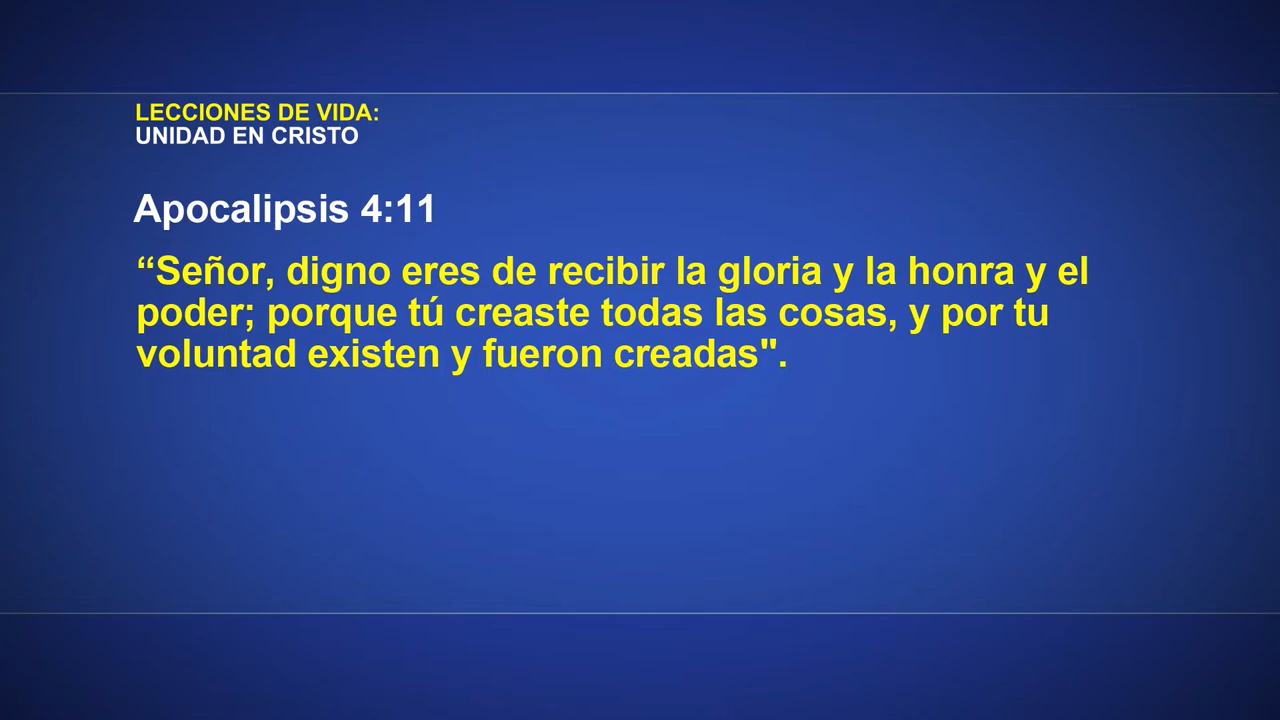 LECCIONES DE VIDA:
UNIDAD EN CRISTO
Apocalipsis 4:11
“Señor, digno eres de recibir la gloria y la honra y el
poder; porque tú creaste todas las cosas, y por tu
voluntad existen y fueron creadas".